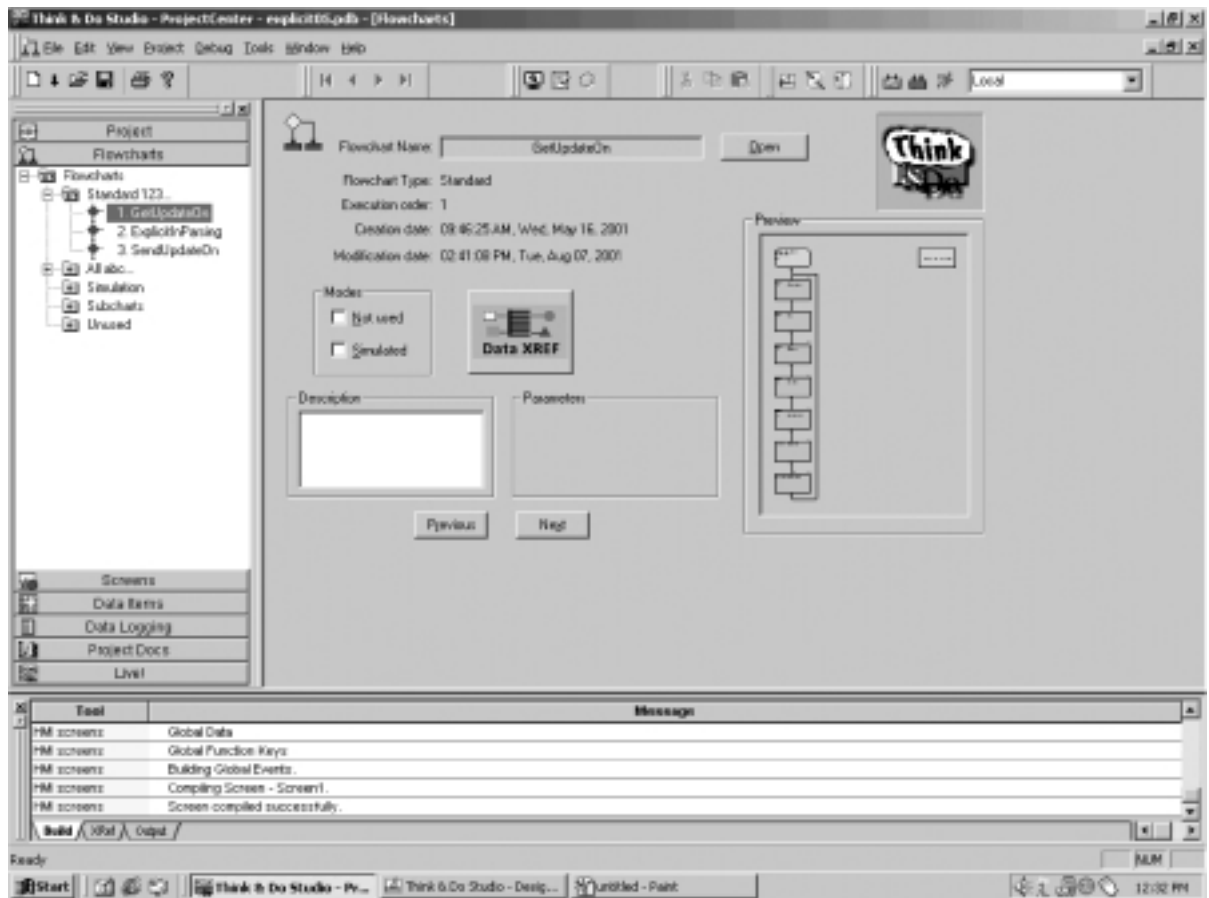 Think & Do Studio - ProjectCenter - explicit05.pdb - [Flowcharts]
File Edit View Project Debug Tools Window Help
Local
Project
Flowcharts
Flowcharts
Standard 123...
1. GetUpdateOn
2. ExplicitInParsing
3. SendUpdateOn
All abc...
Simulation
Subcharts
Unused
Screens
Data Items
Data Logging
Project Docs
Live!
Flowchart Name: GetUpdateOn
Open
Flowchart Type: Standard
Execution order: 1
Creation date: 09:46:25 AM, Wed, May 16, 2001
Modification date: 02:41:08 PM, Tue, Aug 07, 2001
Modes
Not used
Simulated
Data XREF
Description
Parameters
Previous
Next
Think & Do
Preview
Tool Message
HMI screens Global Data
HMI screens Global Function Keys
HMI screens Building Global Events.
HMI screens Compiling Screen - Screen1.
HMI screens Screen compiled successfully.
Build XRef Output
Ready
NUM
Start
Think & Do Studio - Pr...
Think & Do Studio - Desig...
untitled - Paint
12:32 PM